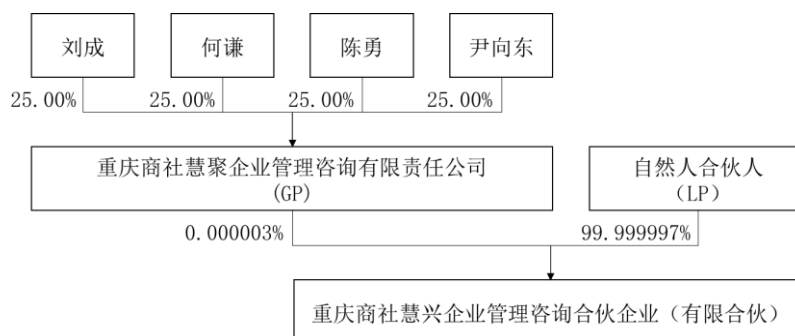 刘成
何谦
陈勇
尹向东
25.00%
25.00%
25.00%
25.00%
重庆商社慧聚企业管理咨询有限责任公司
(GP)
自然人合伙人
（LP）
0.000003%
99.999997%
重庆商社慧兴企业管理咨询合伙企业（有限合伙）